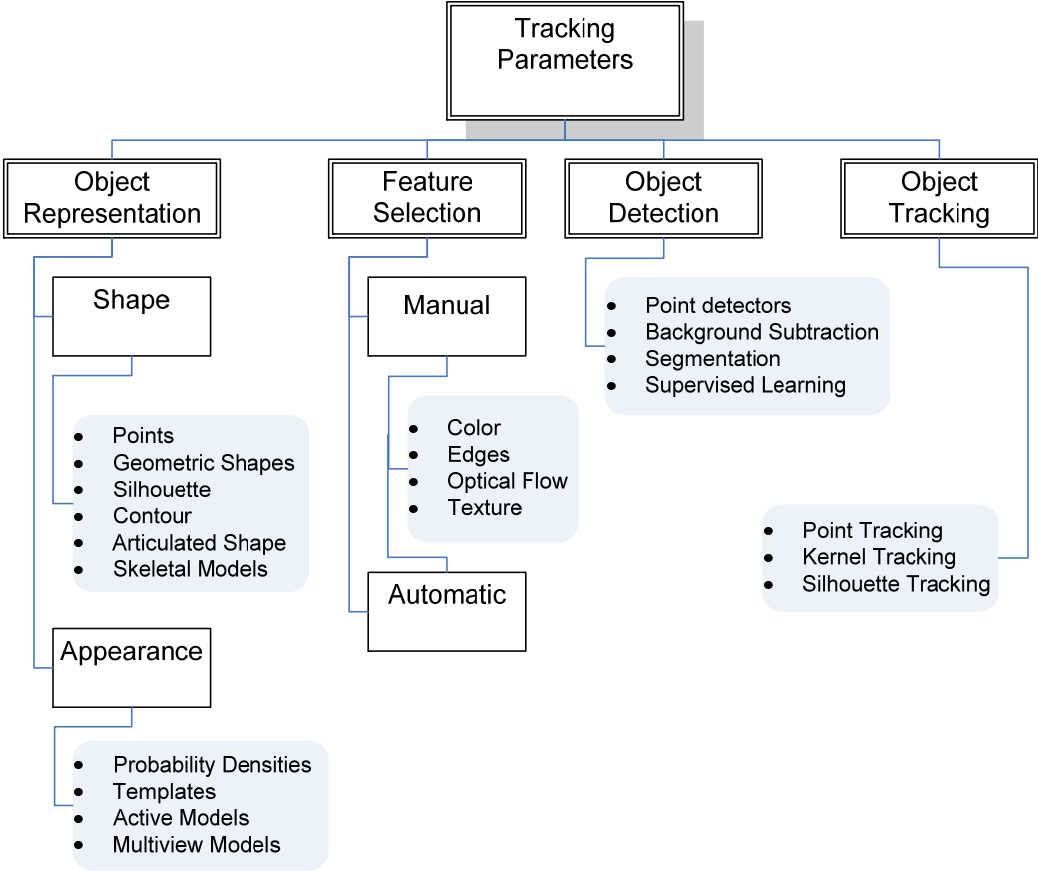 Tracking
Parameters
Object
Representation
Feature
Selection
Object
Detection
Object
Tracking
Shape
• Points
• Geometric Shapes
• Silhouette
• Contour
• Articulated Shape
• Skeletal Models
Appearance
• Probability Densities
• Templates
• Active Models
• Multiview Models
Manual
• Color
• Edges
• Optical Flow
• Texture
Automatic
• Point detectors
• Background Subtraction
• Segmentation
• Supervised Learning
• Point Tracking
• Kernel Tracking
• Silhouette Tracking